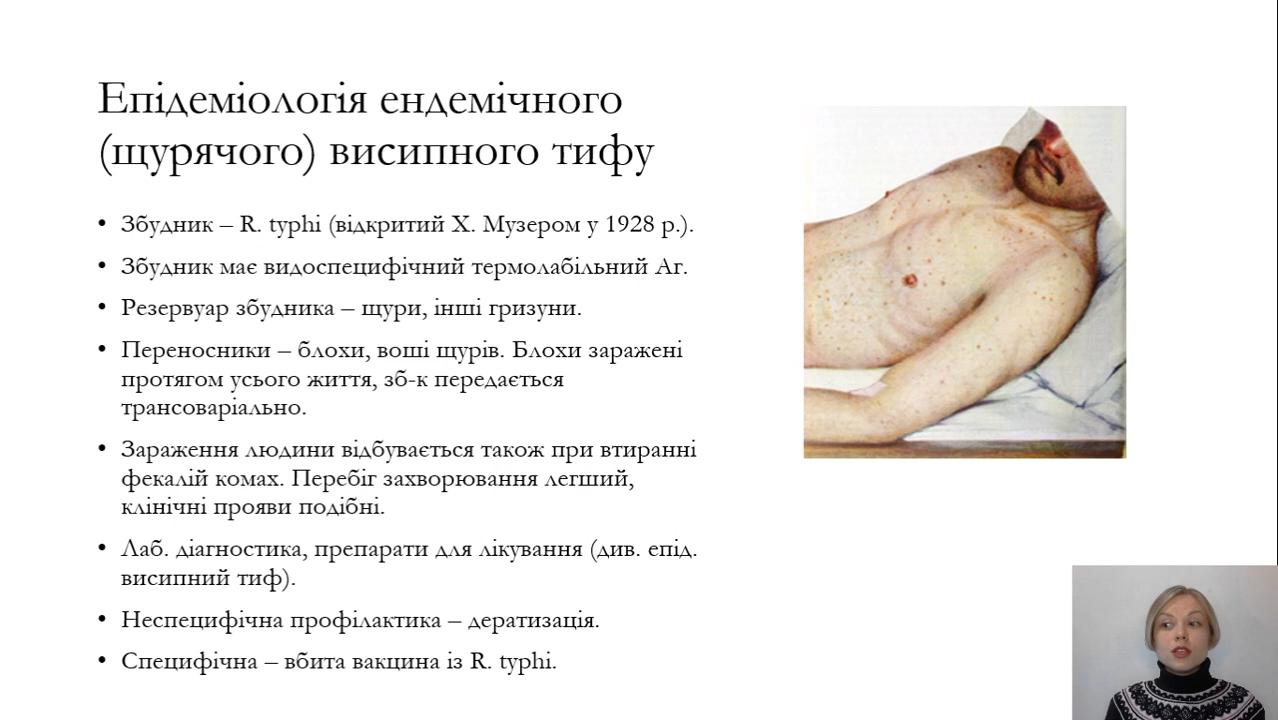 Епідеміологія ендемічного
(щурячого) висипного тифу
• Збудник – R. typhi (відкритий Х. Музером у 1928 р.).
• Збудник має видоспецифічний термолабільний Аг.
• Резервуар збудника – щури, інші гризуни.
• Переносники – блохи, воші щурів. Блохи заражені
протягом усього життя, зб-к передається
трансоваріально.
• Зараження людини відбувається також при втиранні
фекалій комах. Перебіг захворювання легший,
клінічні прояви подібні.
• Лаб. діагностика, препарати для лікування (див. епід.
висипний тиф).
• Неспецифічна профілактика – дератизація.
• Специфічна – вбита вакцина із R. typhi.